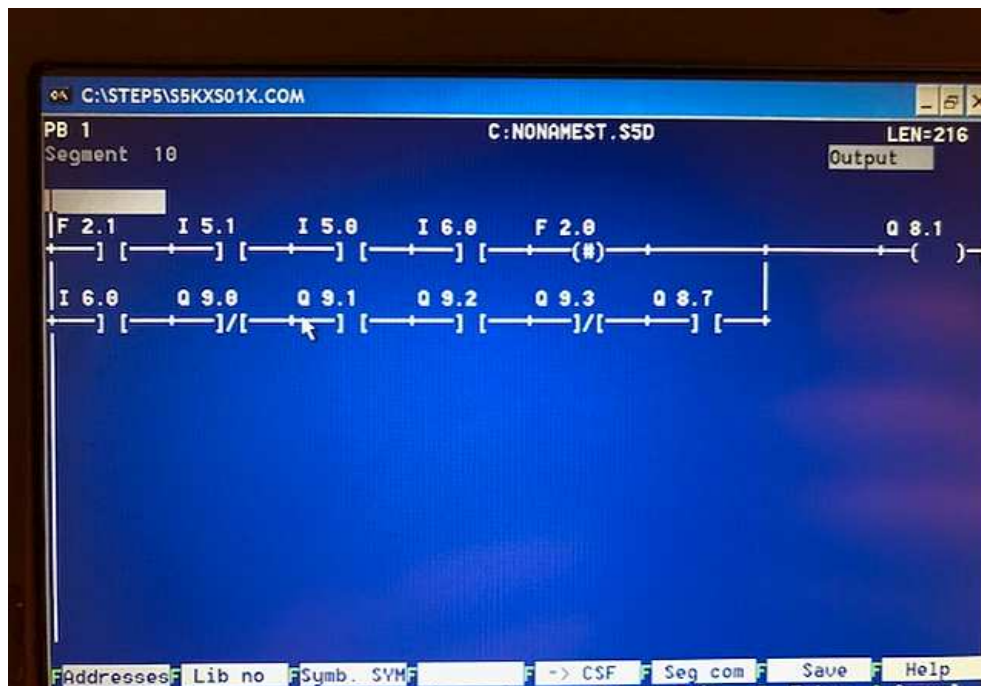 C:\STEP5\S5KXS01X.COM
PB 1 C:NONAMEST.S5D LEN=216
Segment 10 Output
F 2.1 I 5.1 I 5.0 I 6.0 F 2.0 Q 8.1
] [ ] [ ] [ ] [ (#) ( )
I 6.0 Q 9.0 Q 9.1 Q 9.2 Q 9.3 Q 8.7
] [ ]/[ ] [ ] [ ]/[ ] [
F Addresses F Lib no F Symb. SYM F F -> CSF F Seg com F Save F Help